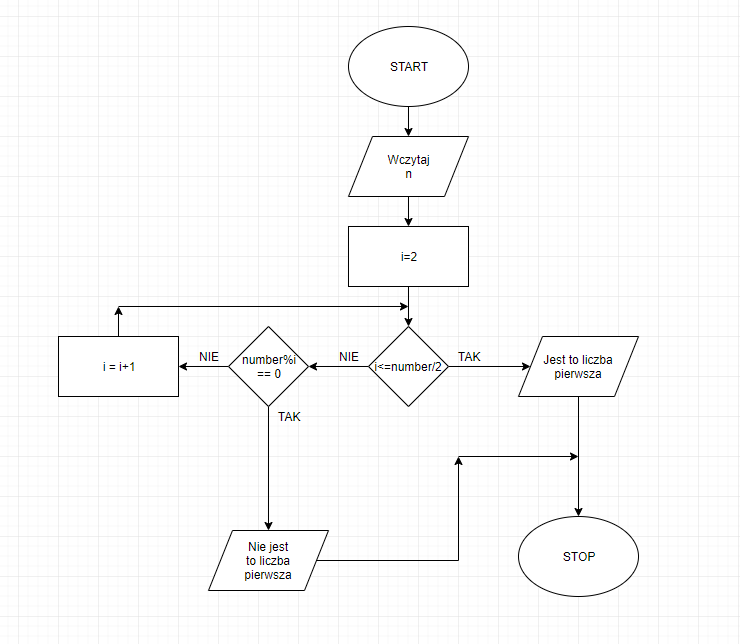 START
Wczytaj
n
i=2
i<=number/2
NIE
TAK
number%i
== 0
NIE
TAK
i = i+1
Jest to liczba
pierwsza
Nie jest
to liczba
pierwsza
STOP